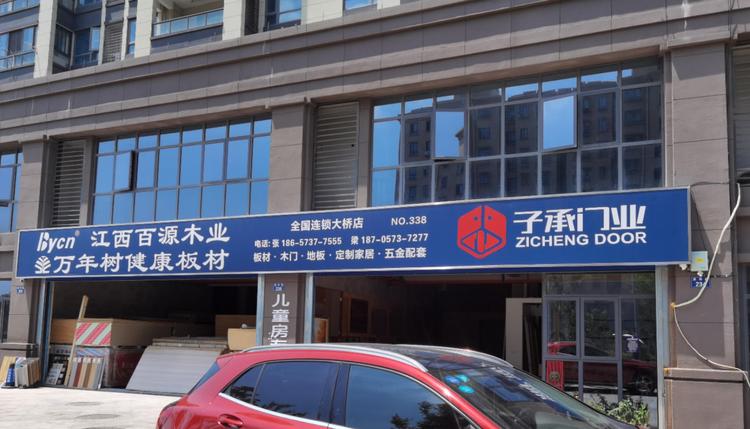 Bycn® 江西百源木业
万年树健康板材
全国连锁大桥店 NO.338
电话: 张 186-5737-7555 梁 187-0573-7277
板材·木门·地板·定制家居·五金配套
子承门业
ZICHENG DOOR
儿童房